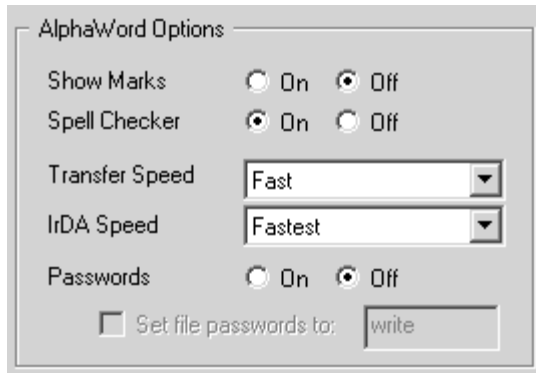 AlphaWord Options
Show Marks On Off
Spell Checker On Off
Transfer Speed Fast
IrDA Speed Fastest
Passwords On Off
Set file passwords to: write